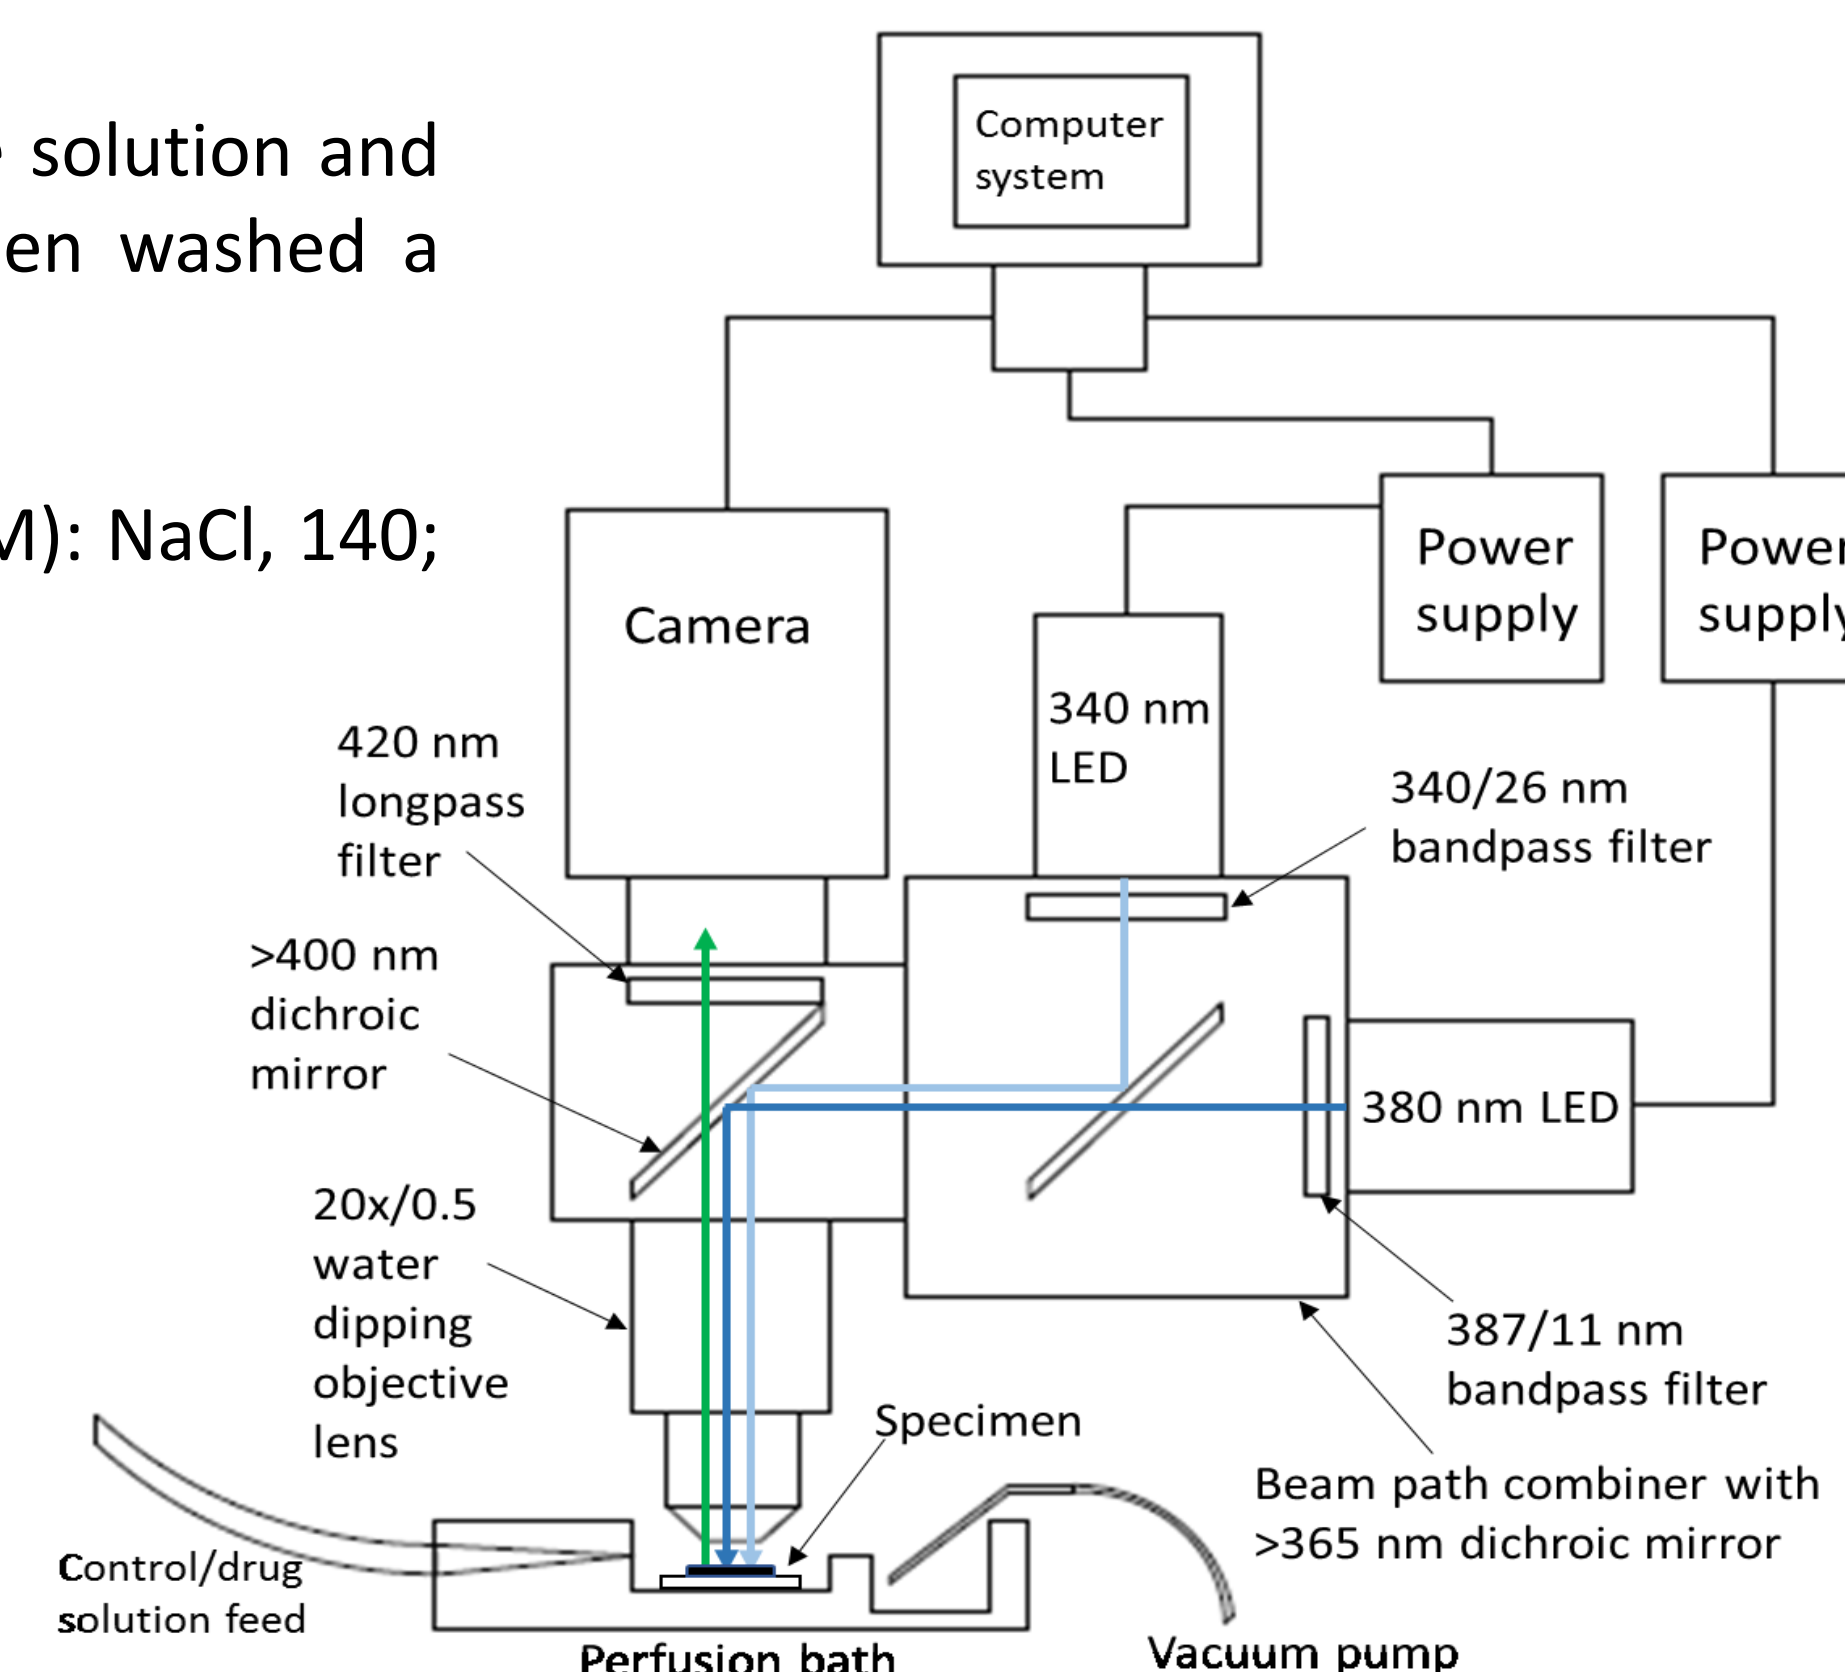 solution and
en washed a
M): NaCl, 140;
Computer
system
Camera
Power
supply
Power
supply
340 nm
LED
420 nm
longpass
filter
340/26 nm
bandpass filter
>400 nm
dichroic
mirror
380 nm LED
20x/0.5
water
dipping
objective
lens
387/11 nm
bandpass filter
Specimen
Beam path combiner with
>365 nm dichroic mirror
Control/drug
solution feed
Perfusion bath
Vacuum pump